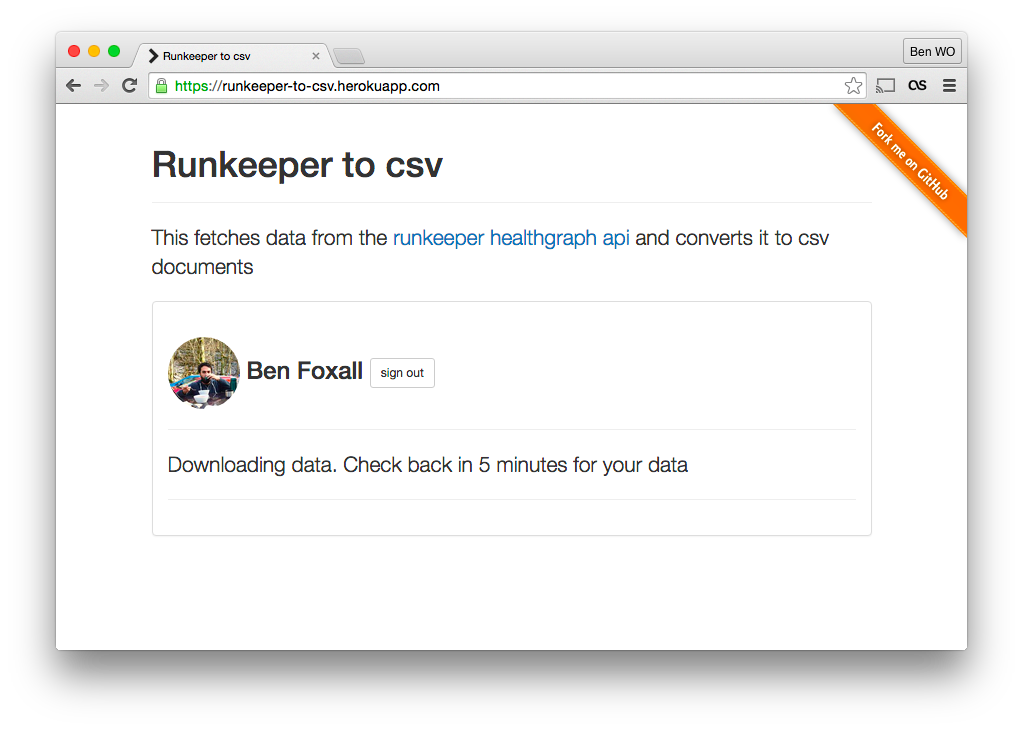 Runkeeper to csv
Ben WO
https://runkeeper-to-csv.herokuapp.com
Fork me on GitHub
Runkeeper to csv
This fetches data from the runkeeper healthgraph api and converts it to csv
documents
Ben Foxall
sign out
Downloading data. Check back in 5 minutes for your data